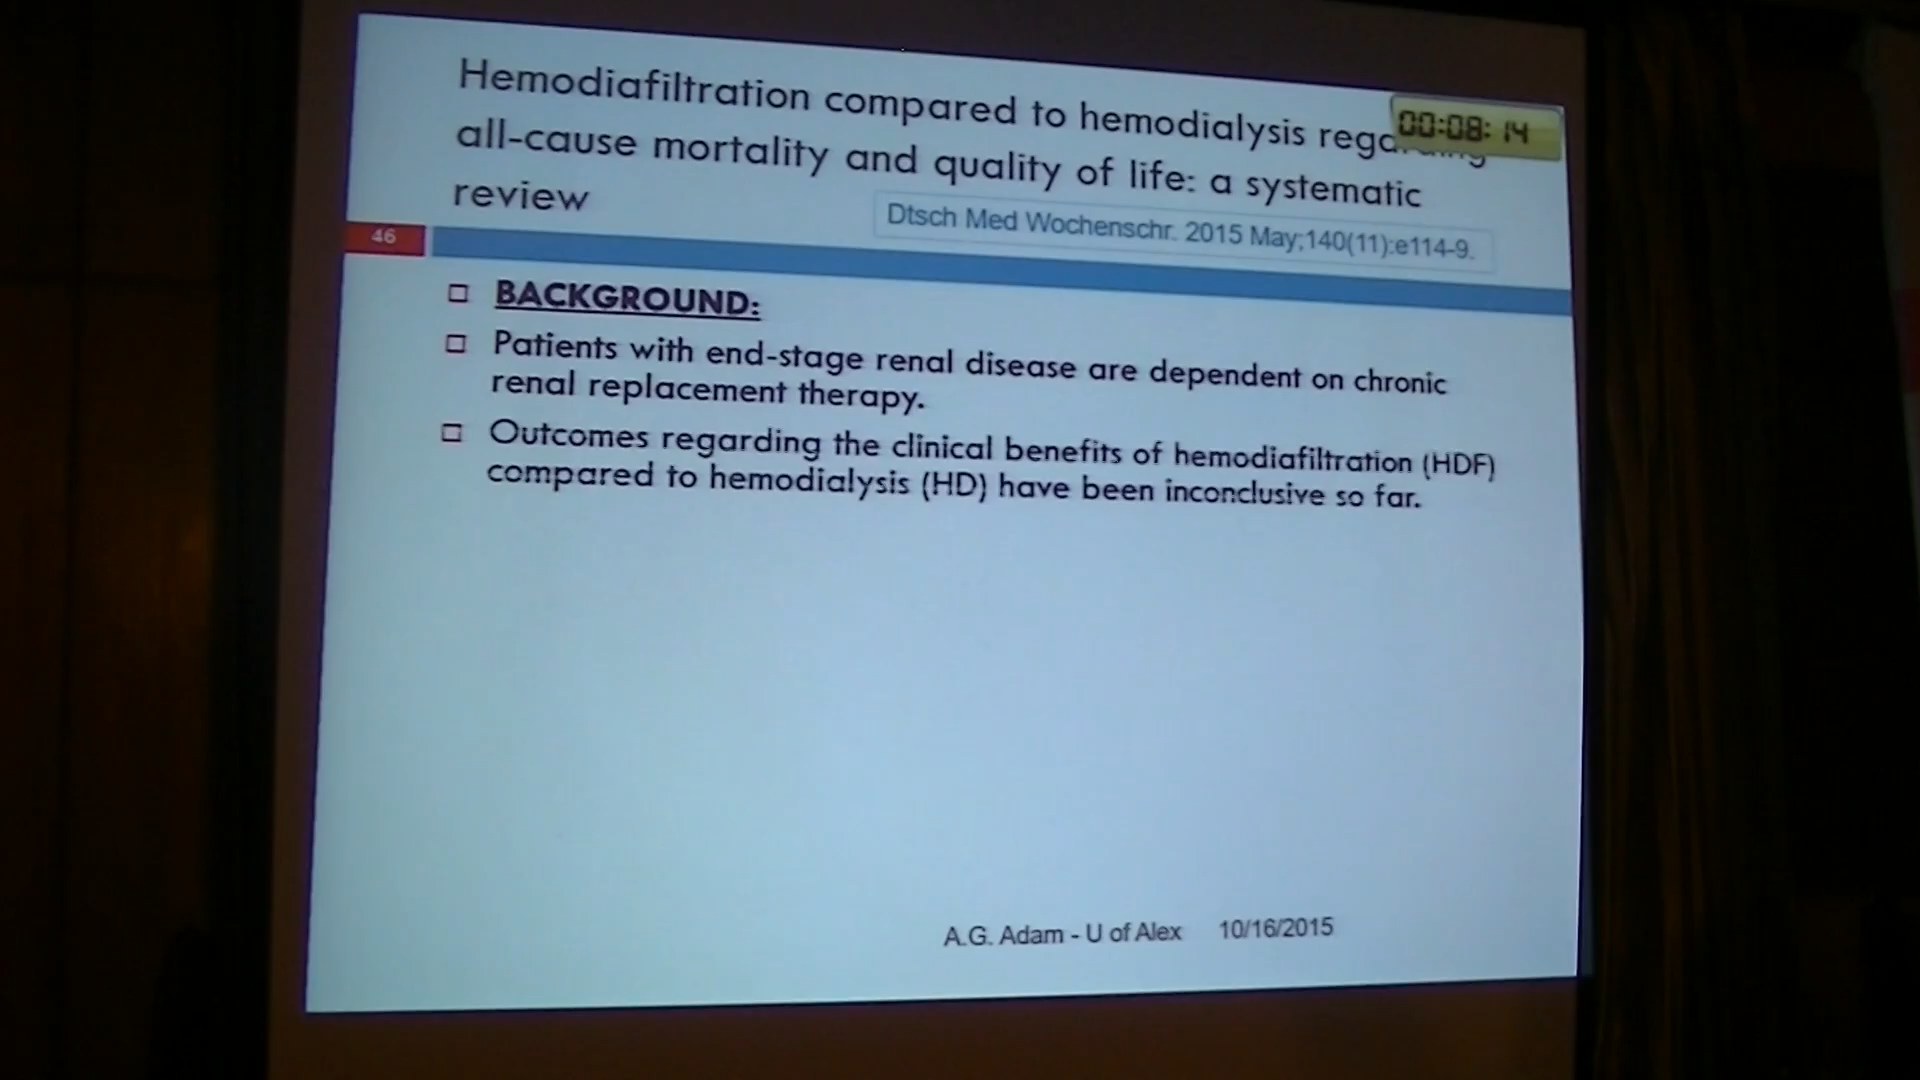 Hemodiafiltration compared to hemodialysis regarding
00:08:14
all-cause mortality and quality of life: a systematic
review
Dtsch Med Wochenschr. 2015 May;140(11):e114-9.
46
BACKGROUND:
Patients with end-stage renal disease are dependent on chronic
renal replacement therapy.
Outcomes regarding the clinical benefits of hemodiafiltration (HDF)
compared to hemodialysis (HD) have been inconclusive so far.
A.G. Adam - U of Alex 10/16/2015